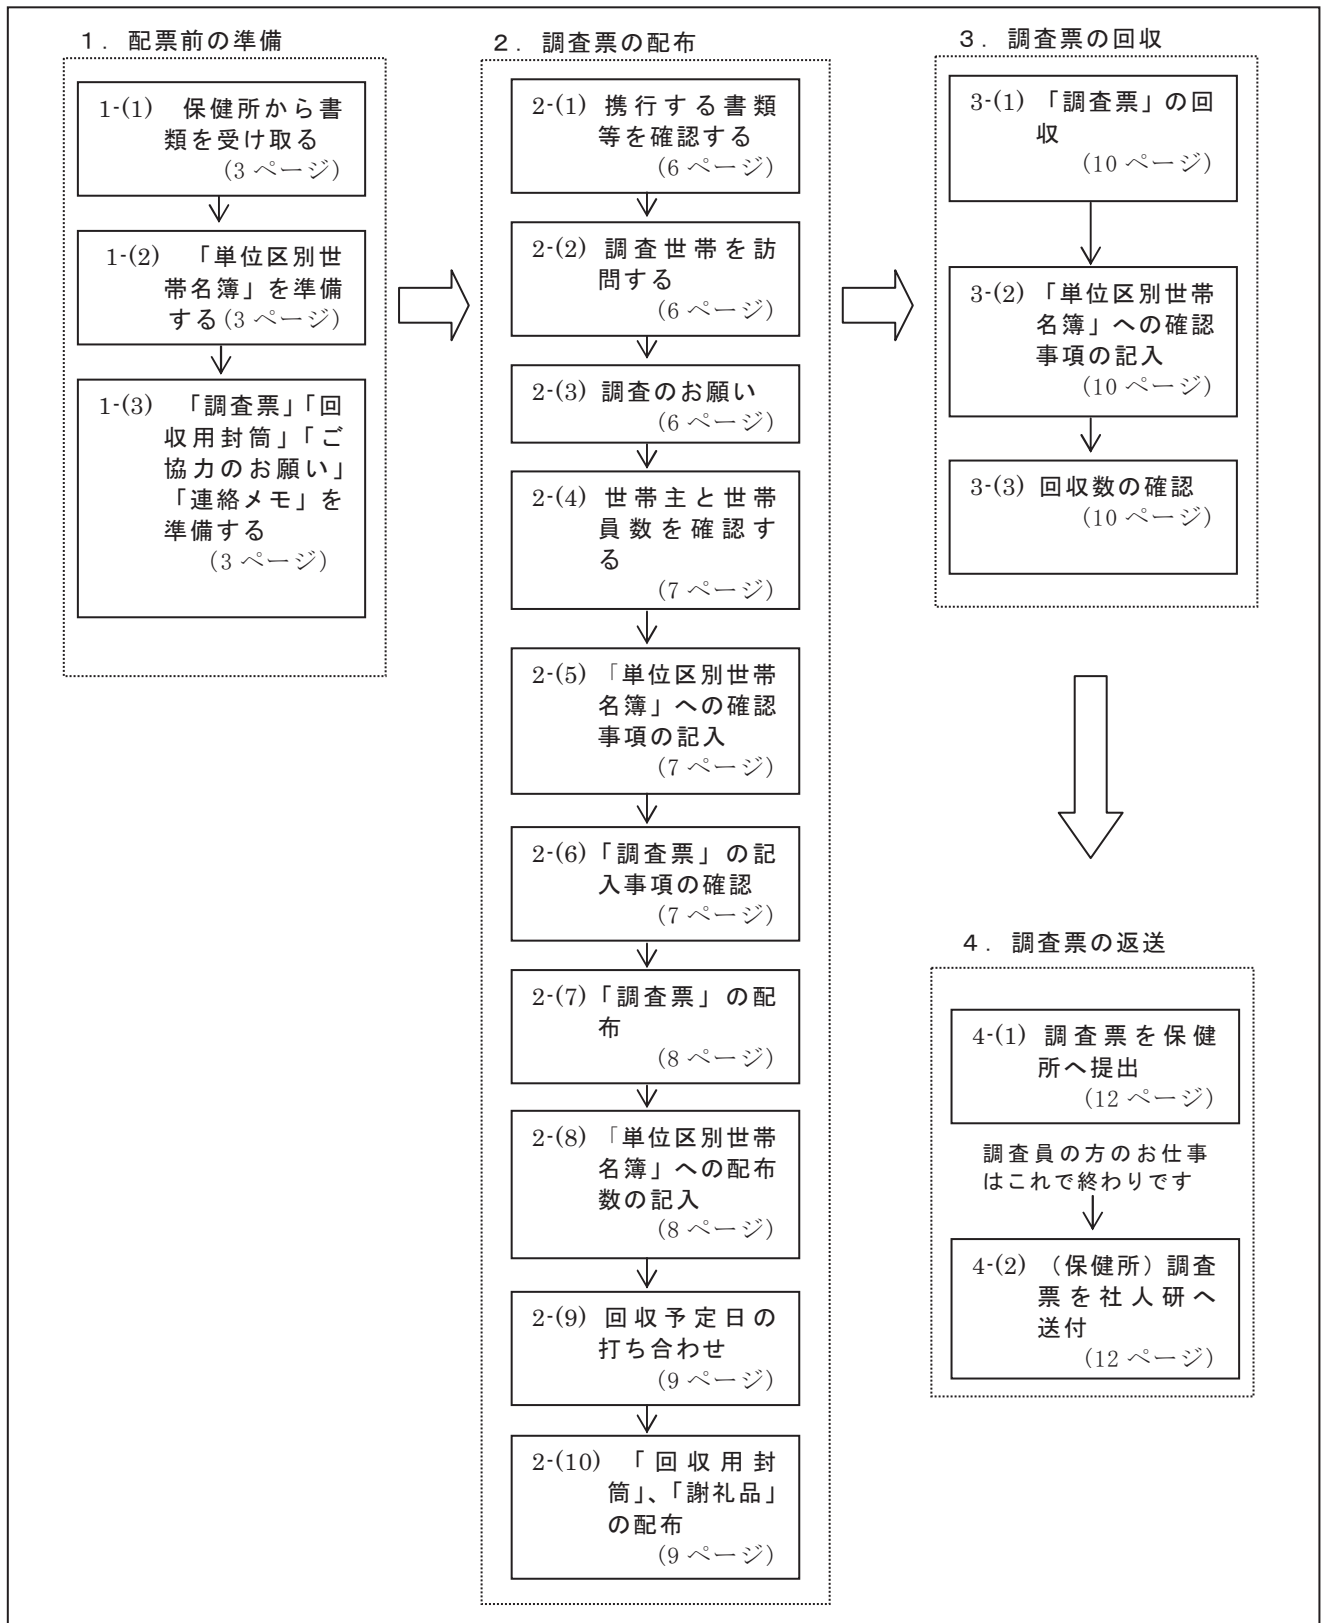 1．配票前の準備
1-(1) 保健所から書
類を受け取る
(3 ページ)
1-(2) 「単位区別世
帯名簿」を準備
する(3 ページ)
1-(3) 「調査票」「回
収用封筒」「ご
協力のお願い」
「連絡メモ」を
準備する
(3 ページ)
2．調査票の配布
2-(1) 携行する書類
等を確認する
(6 ページ)
2-(2) 調査世帯を訪
問する
(6 ページ)
2-(3) 調査のお願い
(6 ページ)
2-(4) 世帯主と世帯
員数を確認す
る
(7 ページ)
2-(5) 「単位区別世帯
名簿」への確認
事項の記入
(7 ページ)
2-(6) 「調査票」の記
入事項の確認
(7 ページ)
2-(7) 「調査票」の配
布
(8 ページ)
2-(8) 「単位区別世帯
名簿」への配布
数の記入
(8 ページ)
2-(9) 回収予定日の
打ち合わせ
(9 ページ)
2-(10) 「回収用封
筒」、「謝礼品」
の配布
(9 ページ)
3．調査票の回収
3-(1) 「調査票」の回
収
(10 ページ)
3-(2) 「単位区別世帯
名簿」への確認
事項の記入
(10 ページ)
3-(3) 回収数の確認
(10 ページ)
4．調査票の返送
4-(1) 調査票を保健
所へ提出
(12 ページ)
調査員の方のお仕事
はこれで終わりです
4-(2) （保健所）調査
票を社人研へ
送付
(12 ページ)